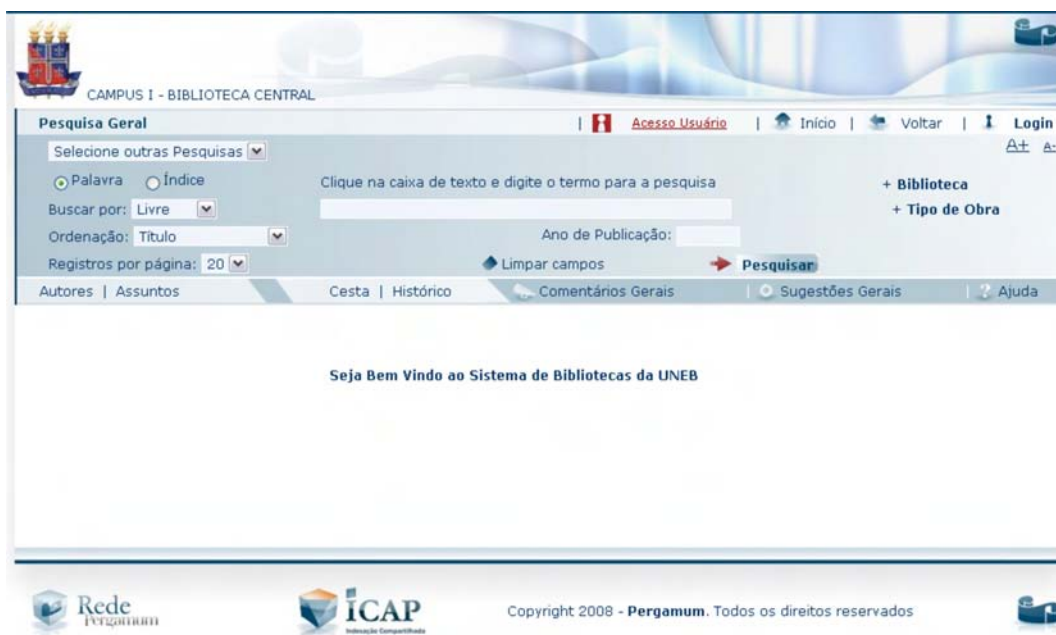 CAMPUS I - BIBLIOTECA CENTRAL
Pesquisa Geral | Acesso Usuário | Início | Voltar | Login
Selecione outras Pesquisas A+ A-
Palavra Índice Clique na caixa de texto e digite o termo para a pesquisa + Biblioteca
Buscar por: Livre + Tipo de Obra
Ordenação: Título Ano de Publicação:
Registros por página: 20 Limpar campos Pesquisar
Autores | Assuntos Cesta | Histórico Comentários Gerais | Sugestões Gerais | Ajuda
Seja Bem Vindo ao Sistema de Bibliotecas da UNEB
Rede Pergamum
ICAP
Indexação Compartilhada
Copyright 2008 - Pergamum. Todos os direitos reservados